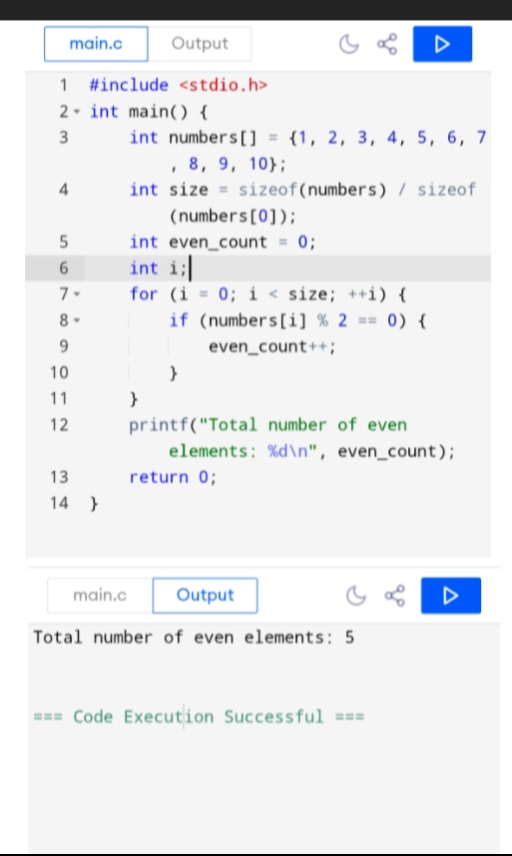 main.c Output
1 #include <stdio.h>
2 int main() {
3 int numbers[] = {1, 2, 3, 4, 5, 6, 7
, 8, 9, 10};
4 int size = sizeof(numbers) / sizeof
(numbers[0]);
5 int even_count = 0;
6 int i;
7 for (i = 0; i < size; ++i) {
8 if (numbers[i] % 2 == 0) {
9 even_count++;
10 }
11 }
12 printf("Total number of even
elements: %d\n", even_count);
13 return 0;
14 }
main.c Output
Total number of even elements: 5
=== Code Execution Successful ===